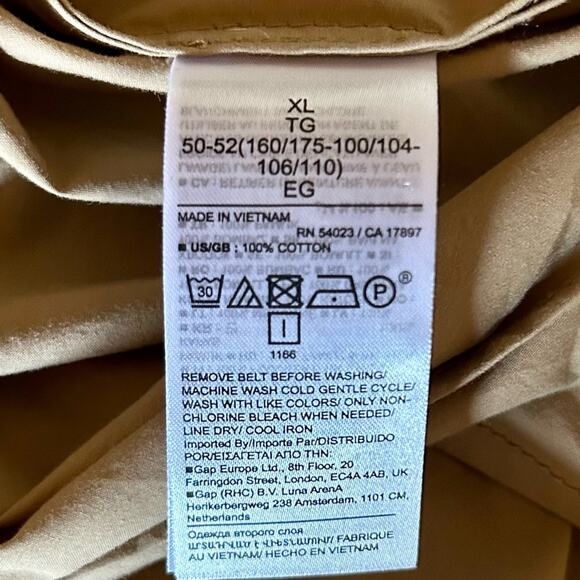 XL
TG
50-52(160/175-100/104-
106/110)
EG
MADE IN VIETNAM
RN 54023 / CA 17897
■ US/GB : 100% COTTON
30 P ®
I
1166
REMOVE BELT BEFORE WASHING/
MACHINE WASH COLD GENTLE CYCLE/
WASH WITH LIKE COLORS/ ONLY NON-
CHLORINE BLEACH WHEN NEEDED/
LINE DRY/ COOL IRON
Imported By/Importe Par/DISTRIBUIDO
POR/ΕΙΣΑΓΕΤΑΙ ΑΠΟ ΤΗΝ:
■Gap Europe Ltd., 8th Floor, 20
Farringdon Street, London, EC4A 4AB, UK
■Gap (RHC) B.V. Luna ArenA
Herikerbergweg 238 Amsterdam, 1101 CM,
Netherlands
Одежда второго слоя
ԱՐՏԱԴՐՎԱԾ Է ՎԻԵՏՆԱՄՈՒՄ/ FABRIQUE
AU VIETNAM/ HECHO EN VIETNAM